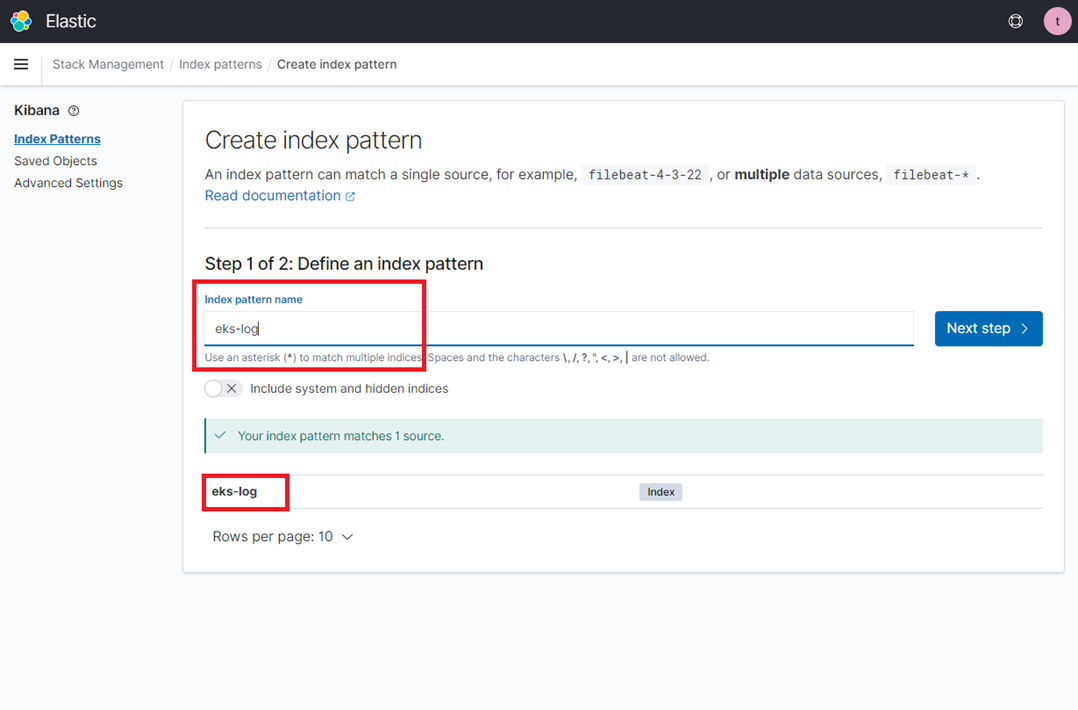 Elastic
t
Stack Management / Index patterns / Create index pattern
Kibana
Index Patterns
Saved Objects
Advanced Settings
Create index pattern
An index pattern can match a single source, for example, filebeat-4-3-22 , or multiple data sources, filebeat-* .
Read documentation
Step 1 of 2: Define an index pattern
Index pattern name
eks-log
Next step
Use an asterisk (*) to match multiple indices. Spaces and the characters \, /, ?, ", <, >, | are not allowed.
Include system and hidden indices
Your index pattern matches 1 source.
eks-log Index
Rows per page: 10